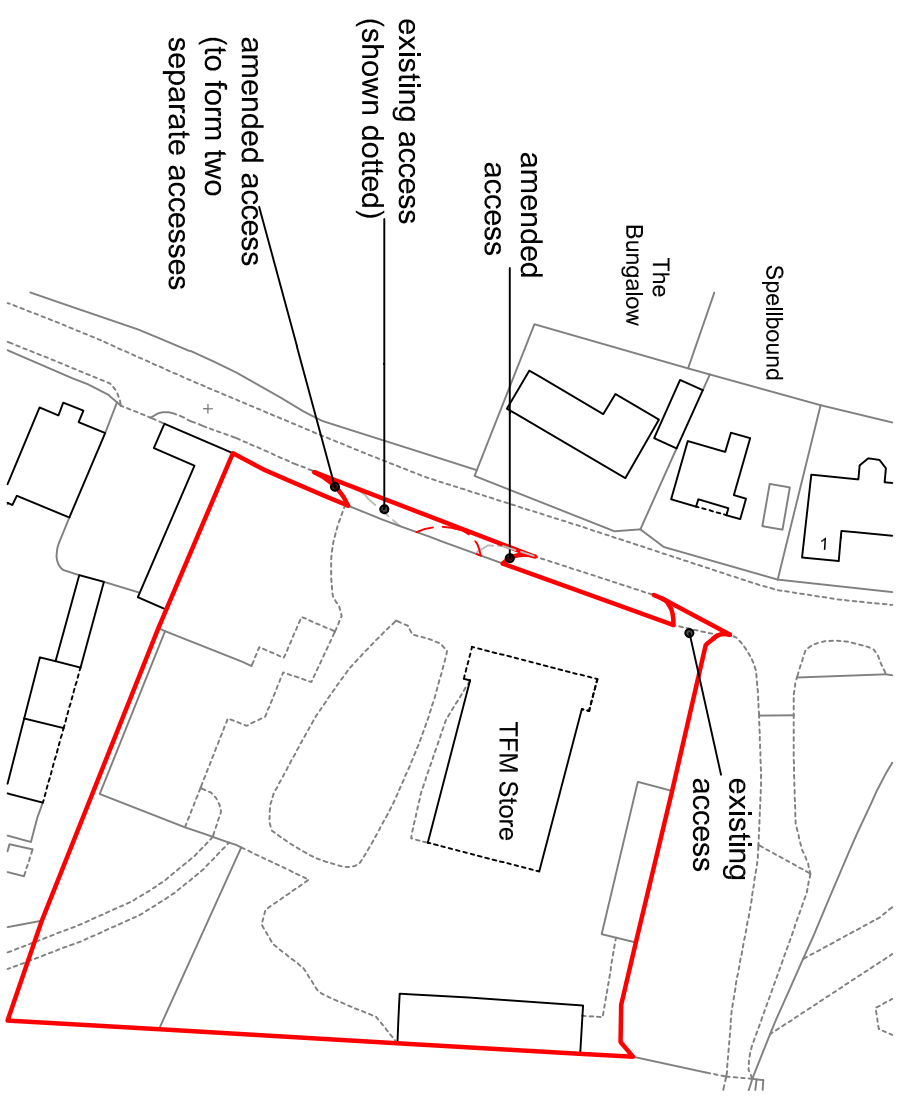 Spellbound
The
Bungalow
1
amended
access
existing access
(shown dotted)
amended access
(to form two
separate accesses
existing
access
TFM Store